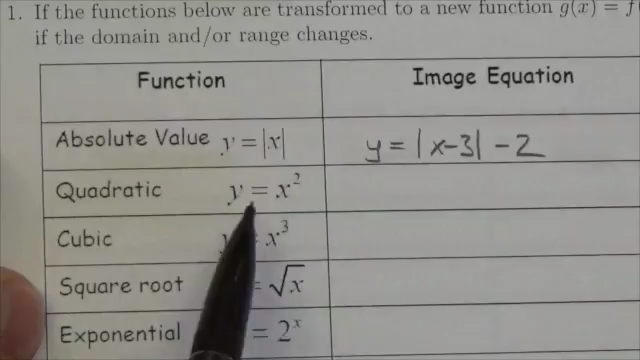 1. If the functions below are transformed to a new function g(x) = f
if the domain and/or range changes.
Function Image Equation
Absolute Value y = |x| y = |x-3| - 2
Quadratic y = x²
Cubic = x³
Square root = √x
Exponential = 2ˣ